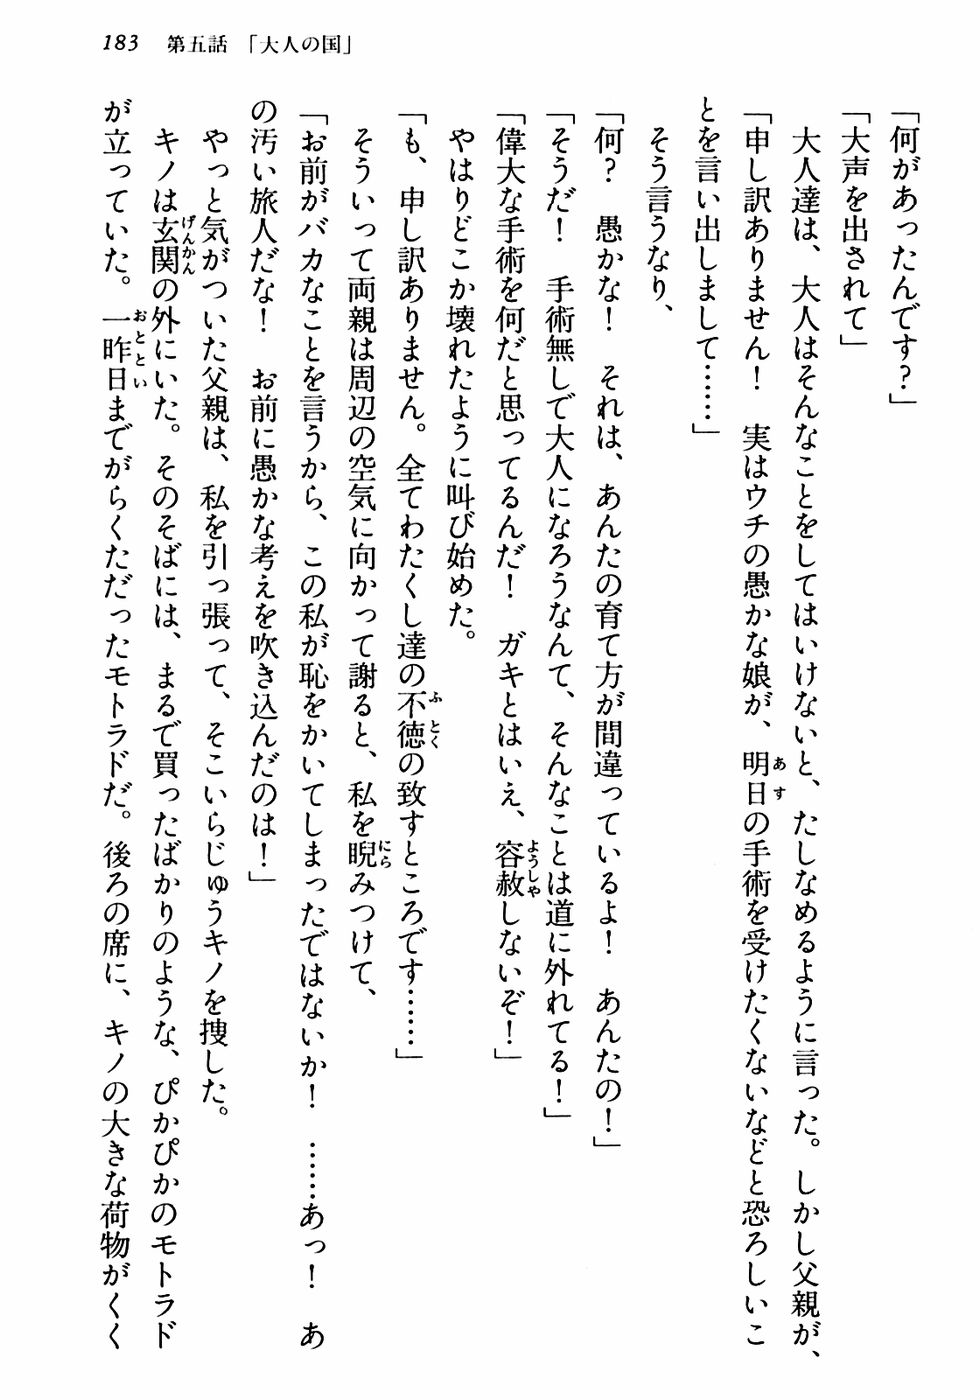 183 第五話 「大人の国」
「何があったんです？」
「大声を出されて」
大人達は、大人はそんなことをしてはいけないと、たしなめるように言った。しかし父親が、
「申し訳ありません！　実はウチの愚かな娘が、明日の手術を受けたくないなどと恐ろしいこ
とを言い出しまして……」
そう言うなり、
「何？　愚かな！　それは、あんたの育て方が間違っているよ！　あんたの！」
「そうだ！　手術無しで大人になろうなんて、そんなことは道に外れてる！」
「偉大な手術を何だと思ってるんだ！　ガキとはいえ、容赦しないぞ！」
やはりどこか壊れたように叫び始めた。
「も、申し訳ありません。全てわたくし達の不徳の致すところです……」
そういって両親は周辺の空気に向かって謝ると、私を睨みつけて、
「お前がバカなことを言うから、この私が恥をかいてしまったではないか！　……あっ！　あ
の汚い旅人だな！　お前に愚かな考えを吹き込んだのは！」
やっと気がついた父親は、私を引っ張って、そこいらじゅうキノを捜した。
キノは玄関の外にいた。そのそばには、まるで買ったばかりのような、ぴかぴかのモトラド
が立っていた。一昨日までがらくただったモトラドだ。後ろの席に、キノの大きな荷物がくく